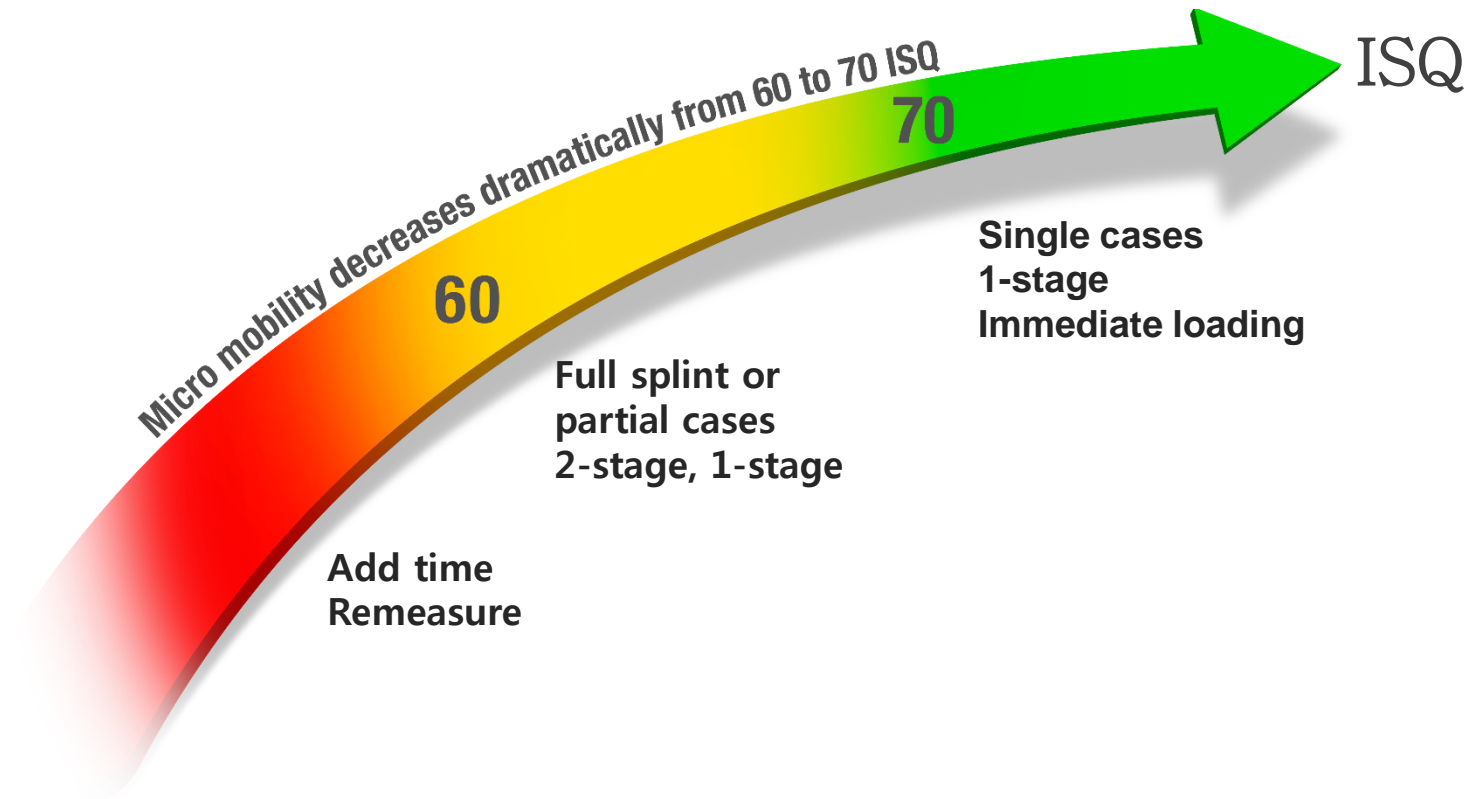 Micro mobility decreases dramatically from 60 to 70 ISQ
ISQ
70
60
Single cases
1-stage
Immediate loading
Full splint or
partial cases
2-stage, 1-stage
Add time
Remeasure